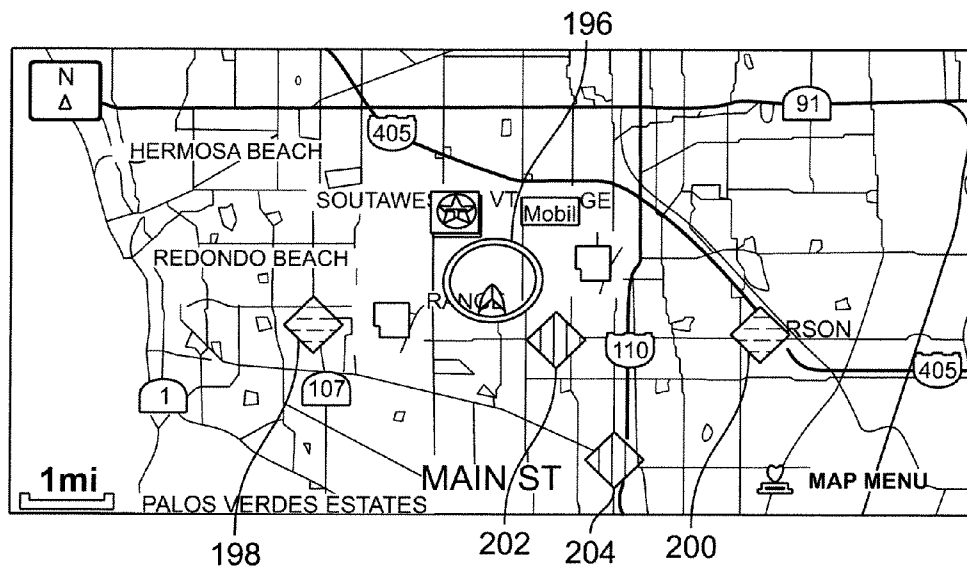 196
N
91
405
HERMOSA BEACH
SOUTAWES VT GE
Mobil
REDONDO BEACH
RANC
RSON
110
405
1
107
1mi
MAIN ST
MAP MENU
PALOS VERDES ESTATES
198
202
204
200